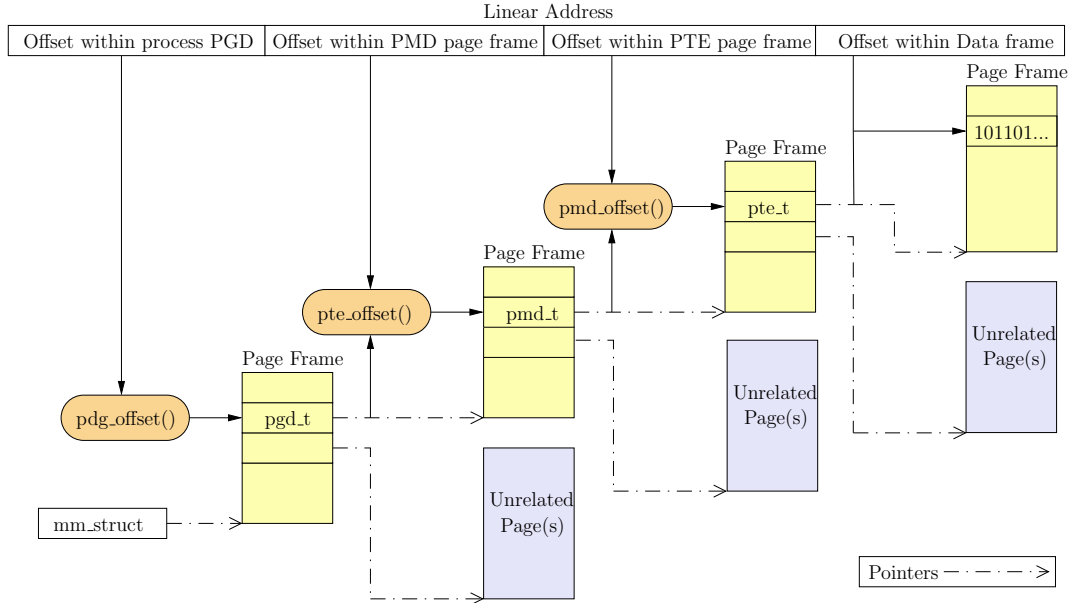 Linear Address
Offset within process PGD
Offset within PMD page frame
Offset within PTE page frame
Offset within Data frame
Page Frame
101101...
Page Frame
pmd_offset()
pte_t
Page Frame
pte_offset()
pmd_t
Unrelated
Page(s)
Page Frame
Unrelated
Page(s)
pdg_offset()
pgd_t
Unrelated
Page(s)
mm_struct
Pointers